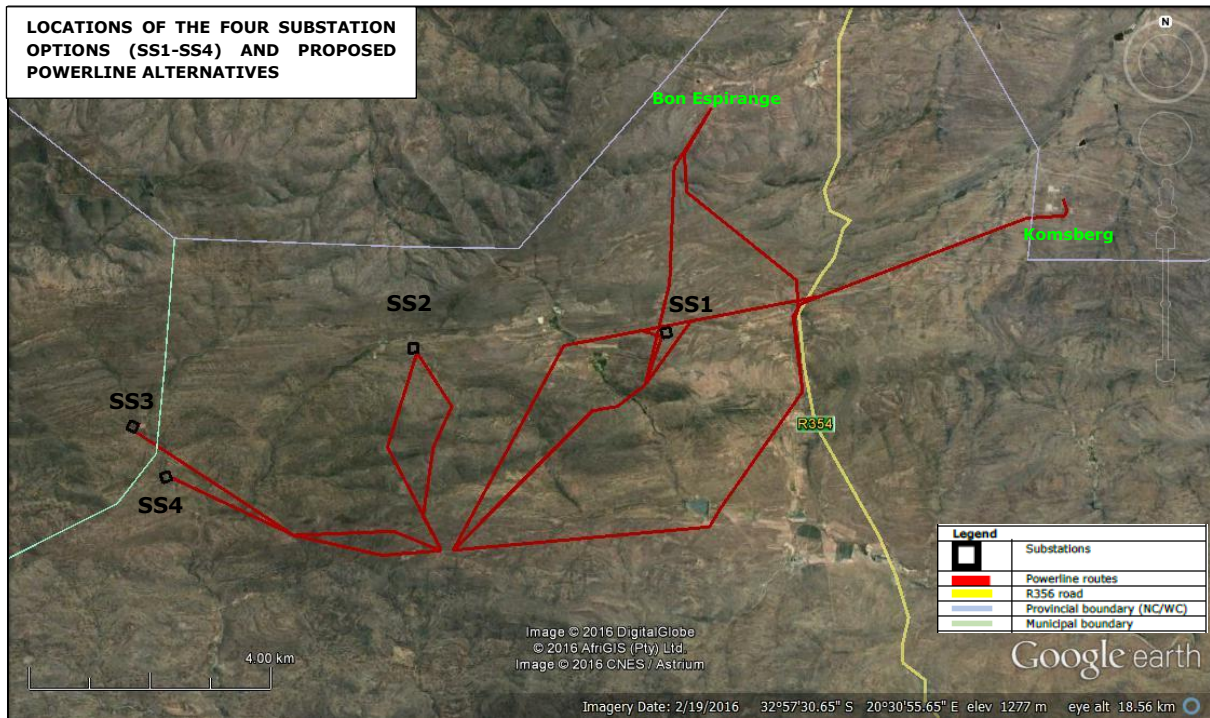 LOCATIONS OF THE FOUR SUBSTATION
OPTIONS (SS1-SS4) AND PROPOSED
POWERLINE ALTERNATIVES
N
Bon Espirange
Komsberg
SS2
SS1
SS3
R354
SS4
Legend
Substations
Powerline routes
R356 road
Provincial boundary (NC/WC)
Municipal boundary
4.00 km
Image © 2016 DigitalGlobe
© 2016 AfriGIS (Pty) Ltd.
Image © 2016 CNES / Astrium
Google earth
Imagery Date: 2/19/2016 32°57'30.65" S 20°30'55.65" E elev 1277 m eye alt 18.56 km